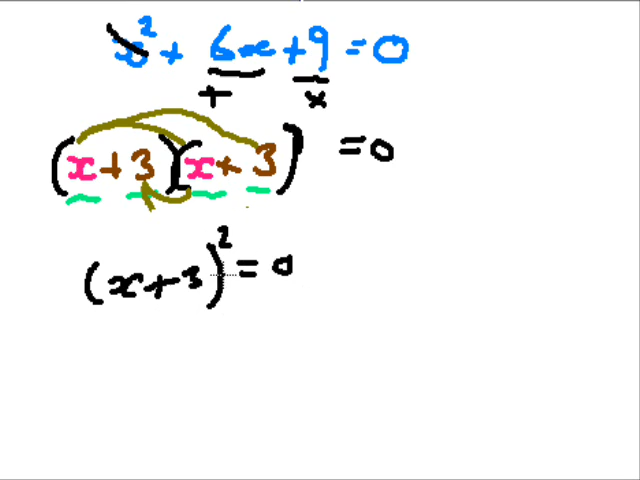 x² + 6x + 9 = 0
+ x
(x + 3)(x + 3) = 0
(x + 3)² = 0